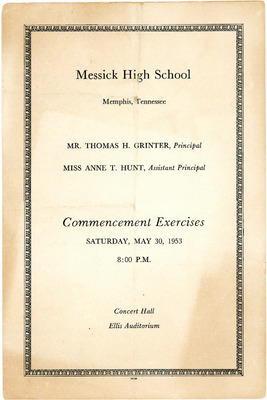 Messick High School
Memphis, Tennessee
MR. THOMAS H. GRINTER, Principal
MISS ANNE T. HUNT, Assistant Principal
Commencement Exercises
SATURDAY, MAY 30, 1953
8:00 P.M.
Concert Hall
Ellis Auditorium